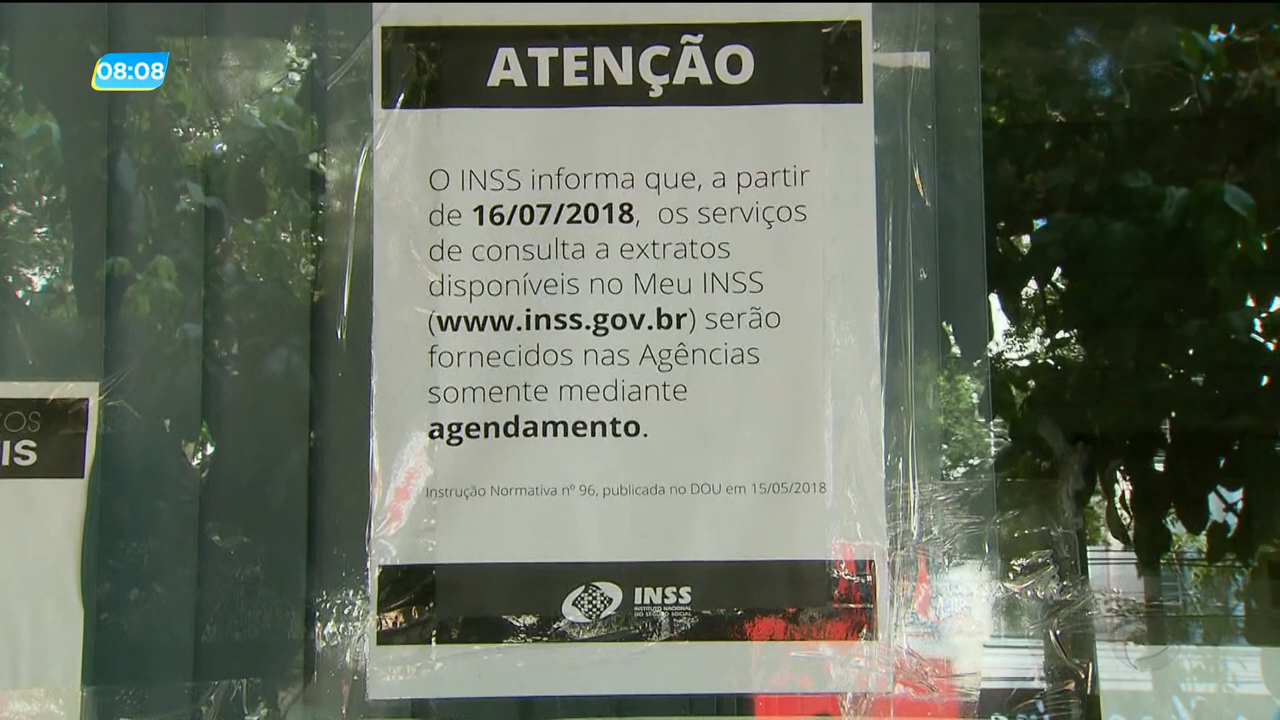 08:08
ATENÇÃO
O INSS informa que, a partir
de 16/07/2018, os serviços
de consulta a extratos
disponíveis no Meu INSS
(www.inss.gov.br) serão
fornecidos nas Agências
somente mediante
agendamento.
Instrução Normativa nº 96, publicada no DOU em 15/05/2018
INSS
INSTITUTO NACIONAL
DO SEGURO SOCIAL
OS
IS